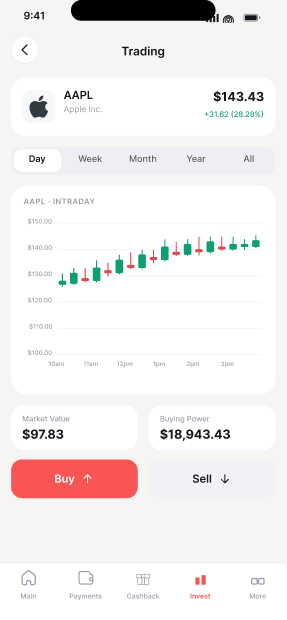 9:41
Trading
AAPL
$143.43
Apple Inc.
+31.62 (28.28%)
Day Week Month Year All
AAPL · INTRADAY
$150.00
$140.00
$130.00
$120.00
$110.00
$100.00
10am 11am 12pm 1pm 2pm 3pm
Market Value
$97.83
Buying Power
$18,943.43
Buy ↑
Sell ↓
Main Payments Cashback Invest More